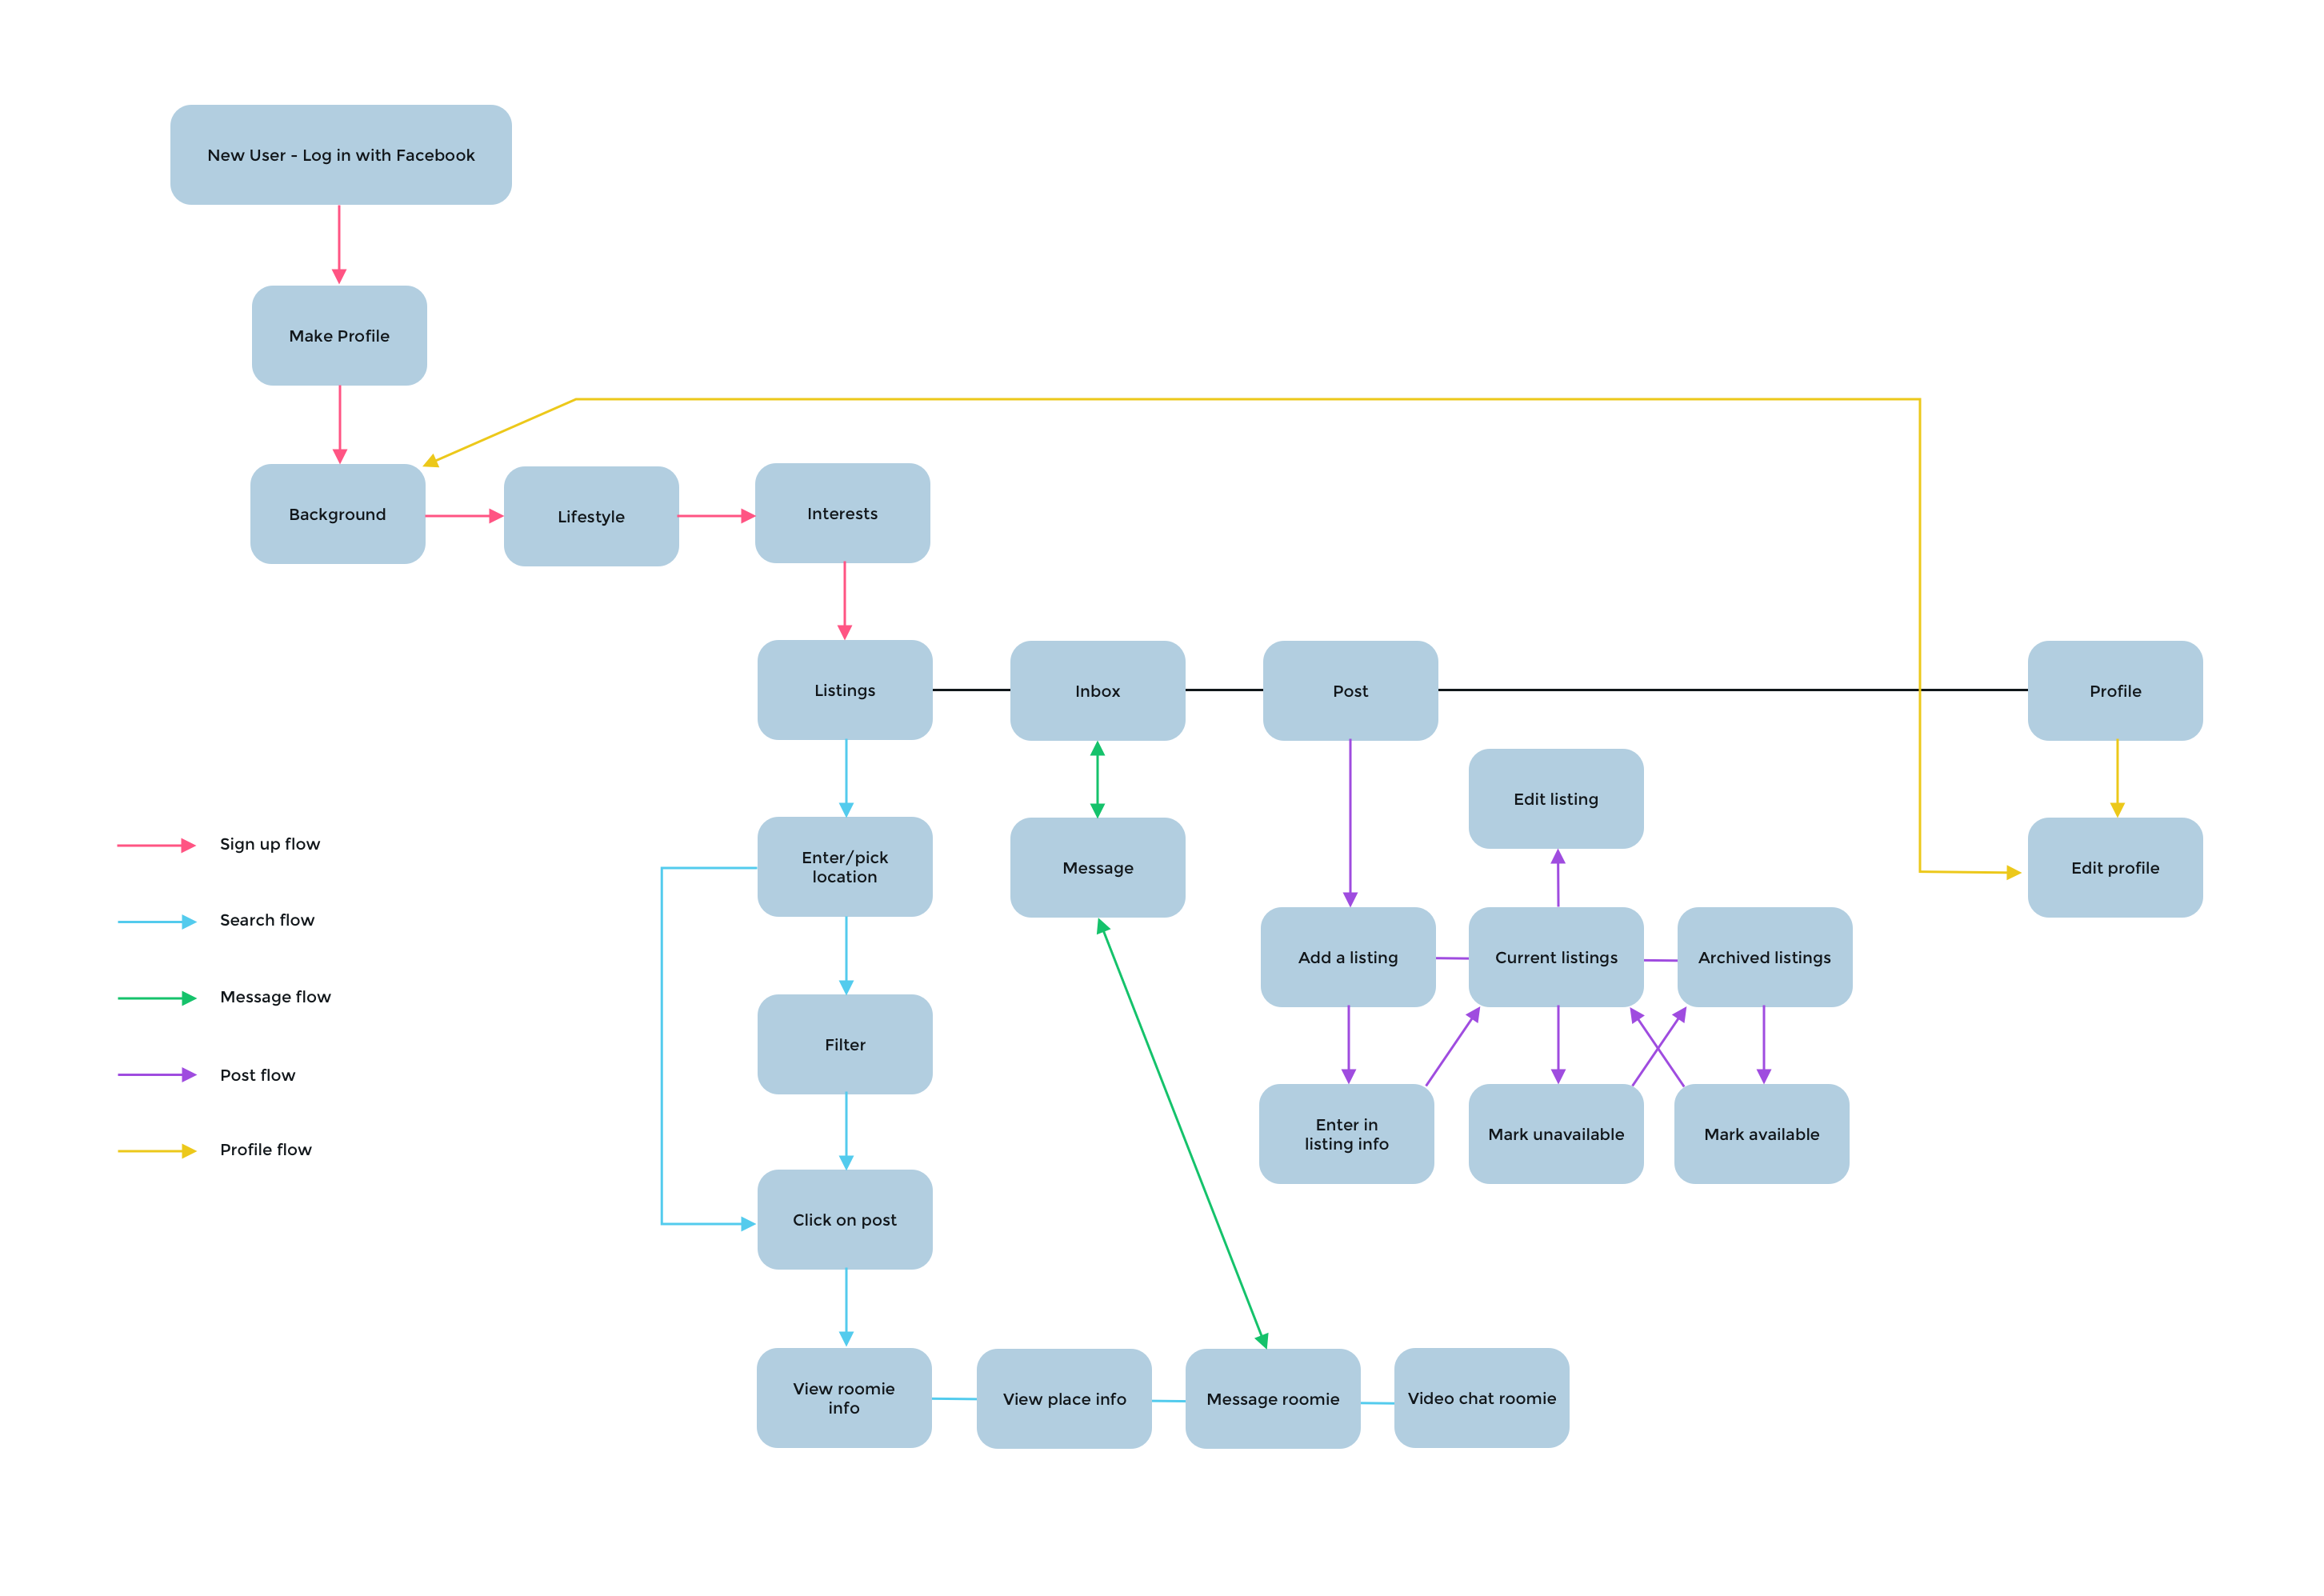 New User - Log in with Facebook
Make Profile
Background
Lifestyle
Interests
Listings
Inbox
Post
Profile
Edit listing
Enter/pick
location
Message
Edit profile
Sign up flow
Search flow
Message flow
Post flow
Profile flow
Add a listing
Current listings
Archived listings
Filter
Enter in
listing info
Mark unavailable
Mark available
Click on post
View roomie
info
View place info
Message roomie
Video chat roomie